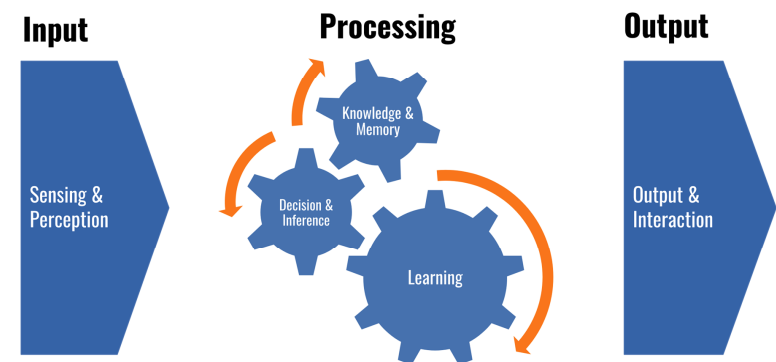 Input
Processing
Output
Sensing &
Perception
Knowledge &
Memory
Decision &
Inference
Learning
Output &
Interaction